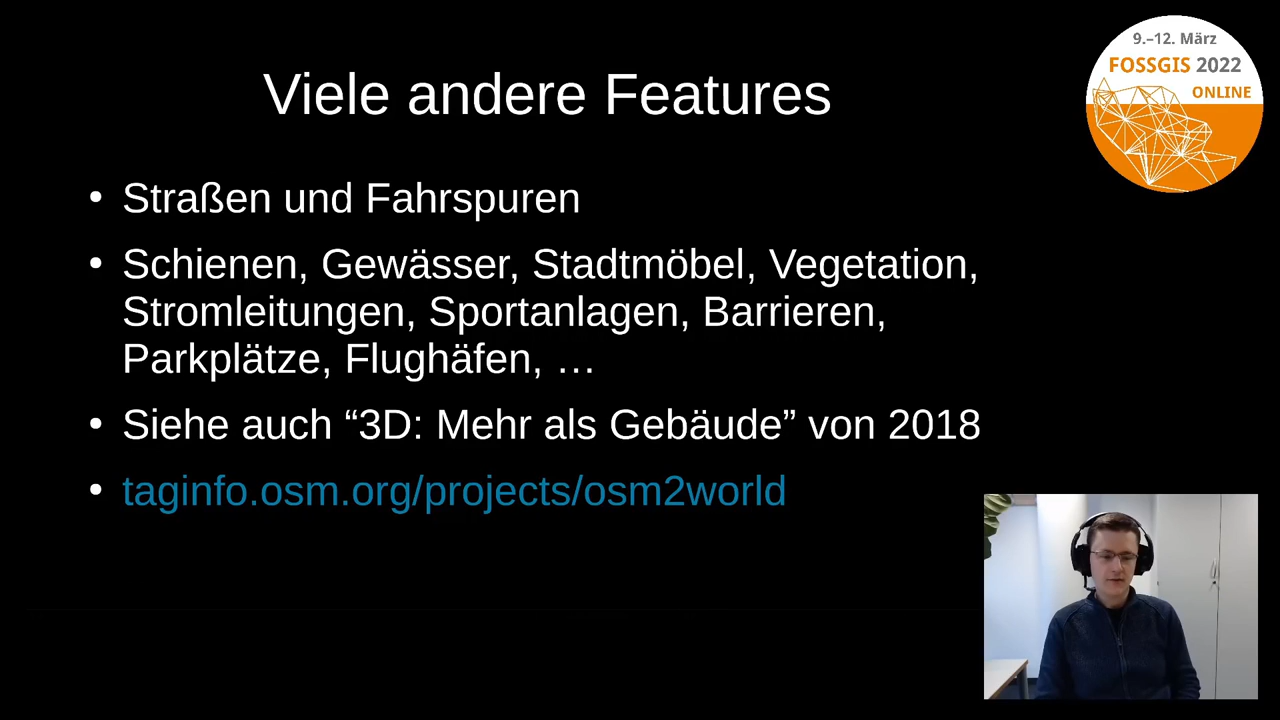 Viele andere Features
9.–12. März
FOSSGIS 2022
ONLINE
• Straßen und Fahrspuren
• Schienen, Gewässer, Stadtmöbel, Vegetation,
Stromleitungen, Sportanlagen, Barrieren,
Parkplätze, Flughäfen, …
• Siehe auch “3D: Mehr als Gebäude” von 2018
• taginfo.osm.org/projects/osm2world